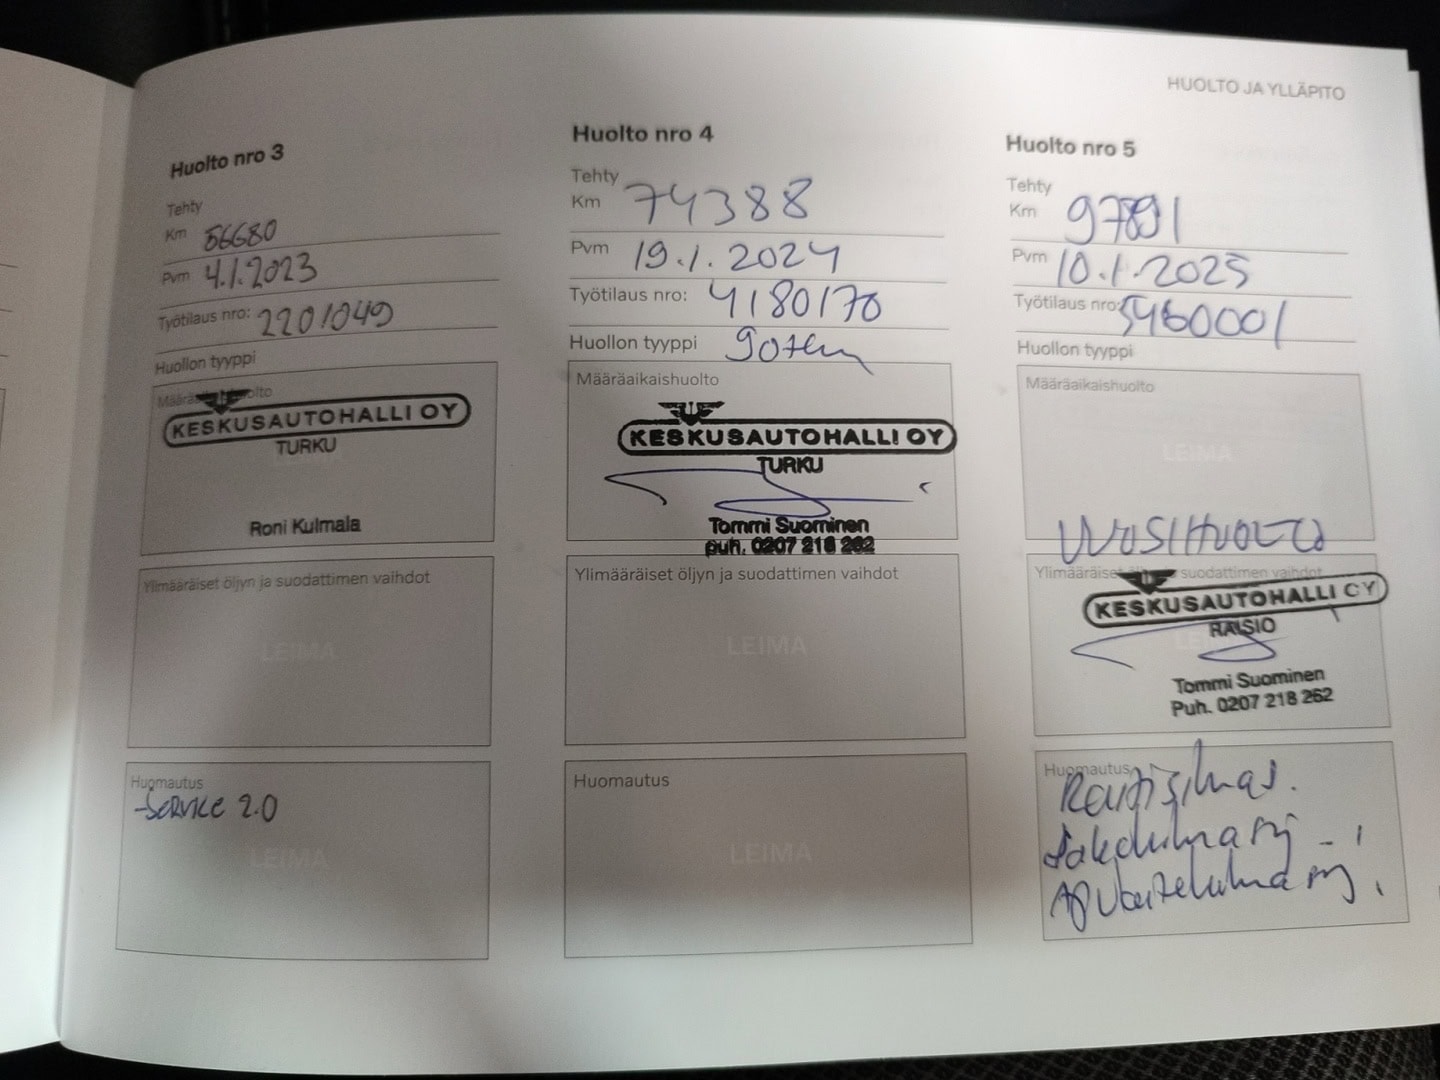 HUOLTO JA YLLÄPITO
Huolto nro 3
Tehty
Km 56680
Pvm 4.1.2023
Työtilaus nro: 2201049
Huollon tyyppi
Määräaikaishuolto
KESKUSAUTOHALLI OY
TURKU
Roni Kulmala
Ylimääräiset öljyn ja suodattimen vaihdot
LEIMA
Huomautus
-SERVICE 2.0
LEIMA
Huolto nro 4
Tehty
Km 74388
Pvm 19.1.2024
Työtilaus nro: 4180170
Huollon tyyppi
Määräaikaishuolto
KESKUSAUTOHALLI OY
TURKU
Tommi Suominen
puh. 0207 218 262
Ylimääräiset öljyn ja suodattimen vaihdot
LEIMA
Huomautus
LEIMA
Huolto nro 5
Tehty
Km 97891
Pvm 10.1.2025
Työtilaus nro: 5460001
Huollon tyyppi
Määräaikaishuolto
LEIMA
VUOSIHUOLTO
Ylimääräiset suodattimen vaihdot
KESKUSAUTOHALLI OY
RAISIO
Tommi Suominen
Puh. 0207 218 262
Huomautus